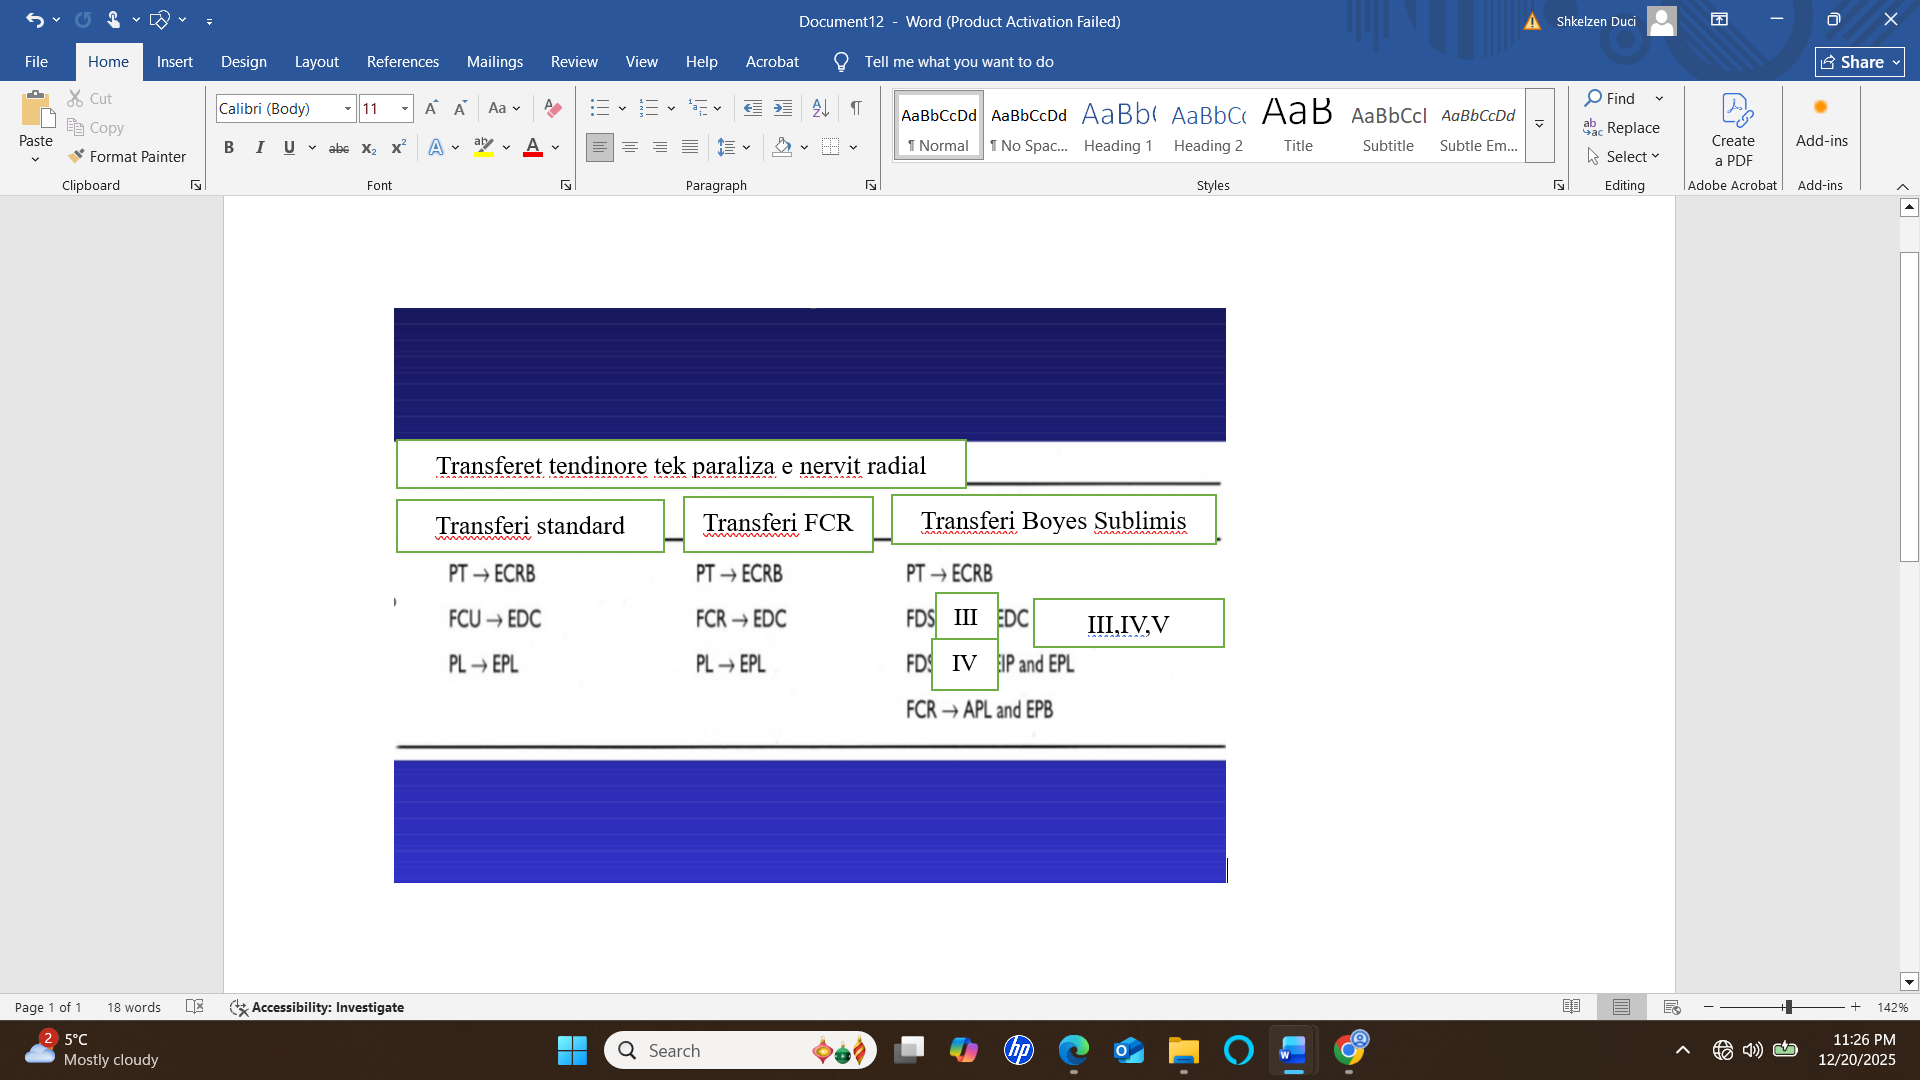 Document12 - Word (Product Activation Failed)
Shkelzen Duci
File Home Insert Design Layout References Mailings Review View Help Acrobat Tell me what you want to do
Share
Paste
Cut
Copy
Format Painter
Clipboard
Calibri (Body) 11
Font
Paragraph
AaBbCcDd AaBbCcDd AaBb( AaBbCc AaB AaBbCcl AaBbCcDd
¶ Normal ¶ No Spac... Heading 1 Heading 2 Title Subtitle Subtle Em...
Styles
Find
Replace
Select
Editing
Create
a PDF
Adobe Acrobat
Add-ins
Add-ins
Transferet tendinore tek paraliza e nervit radial
Transferi standard Transferi FCR Transferi Boyes Sublimis
PT → ECRB PT → ECRB PT → ECRB
FCU → EDC FCR → EDC FDS III EDC III,IV,V
PL → EPL PL → EPL FDS IV EIP and EPL
FCR → APL and EPB
Page 1 of 1 18 words Accessibility: Investigate 142%
2
5°C
Mostly cloudy
Search
11:26 PM
12/20/2025